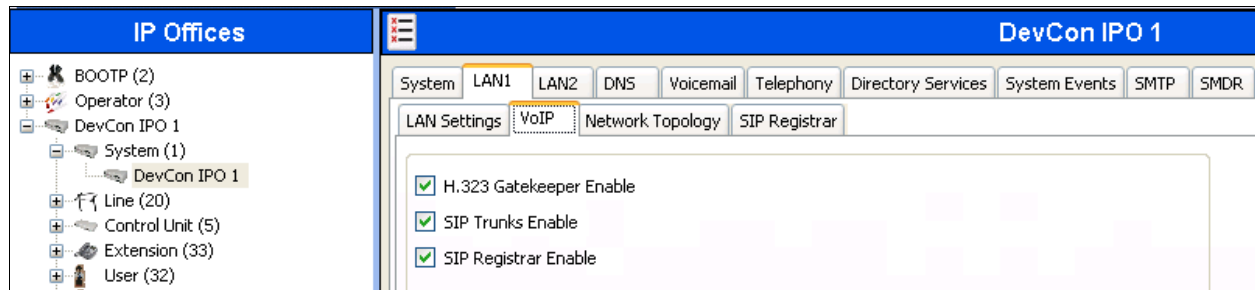 IP Offices
BOOTP (2)
Operator (3)
DevCon IPO 1
System (1)
DevCon IPO 1
Line (20)
Control Unit (5)
Extension (33)
User (32)
DevCon IPO 1
System LAN1 LAN2 DNS Voicemail Telephony Directory Services System Events SMTP SMDR
LAN Settings VoIP Network Topology SIP Registrar
H.323 Gatekeeper Enable
SIP Trunks Enable
SIP Registrar Enable